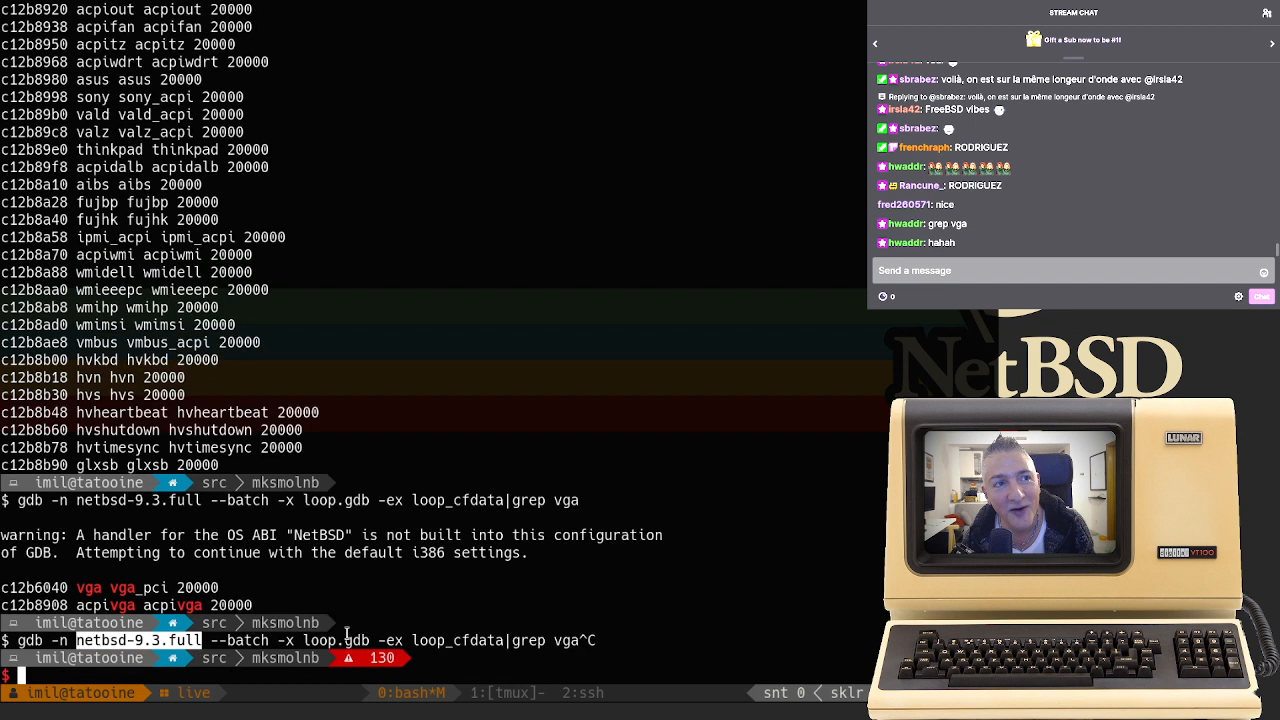 c12b8920 acpiout acpiout 20000
c12b8938 acpifan acpifan 20000
c12b8950 acpitz acpitz 20000
c12b8968 acpiwdrt acpiwdrt 20000
c12b8980 asus asus 20000
c12b8998 sony sony_acpi 20000
c12b89b0 vald vald_acpi 20000
c12b89c8 valz valz_acpi 20000
c12b89e0 thinkpad thinkpad 20000
c12b89f8 acpidalb acpidalb 20000
c12b8a10 aibs aibs 20000
c12b8a28 fujbp fujbp 20000
c12b8a40 fujhk fujhk 20000
c12b8a58 ipmi_acpi ipmi_acpi 20000
c12b8a70 acpiwmi acpiwmi 20000
c12b8a88 wmidell wmidell 20000
c12b8aa0 wmieeepc wmieeepc 20000
c12b8ab8 wmihp wmihp 20000
c12b8ad0 wmimsi wmimsi 20000
c12b8ae8 vmbus vmbus_acpi 20000
c12b8b00 hvkbd hvkbd 20000
c12b8b18 hvn hvn 20000
c12b8b30 hvs hvs 20000
c12b8b48 hvheartbeat hvheartbeat 20000
c12b8b60 hvshutdown hvshutdown 20000
c12b8b78 hvtimesync hvtimesync 20000
c12b8b90 glxsb glxsb 20000
imil@tatooine src mksmolnb
$ gdb -n netbsd-9.3.full --batch -x loop.gdb -ex loop_cfdata|grep vga
warning: A handler for the OS ABI "NetBSD" is not built into this configuration
of GDB.  Attempting to continue with the default i386 settings.
c12b6040 vga vga_pci 20000
c12b8908 acpivga acpivga 20000
imil@tatooine src mksmolnb
$ gdb -n netbsd-9.3.full --batch -x loop.gdb -ex loop_cfdata|grep vga^C
imil@tatooine src mksmolnb 130
$
imil@tatooine live 0:bash*M 1:[tmux]- 2:ssh snt 0 < sklr
STREAM CHAT
Gift a Sub now to be #1!
sbrabez: voilà, on est sur la même longeur d'onde avec @irsla42
Replying to @sbrabez: voilà, on est sur la même longeur d'onde avec @irsla42
irsla42: FreeBSD vibes
sbrabez:
frenchraph: RODRIGUEZ
hwaddr:
Rancune_: RODRIGUEZ
fred260571: nice
hwaddr: grep vga
hwaddr: hahah
Send a message
0
Chat
NetBSD
LUNAR
digital VT100